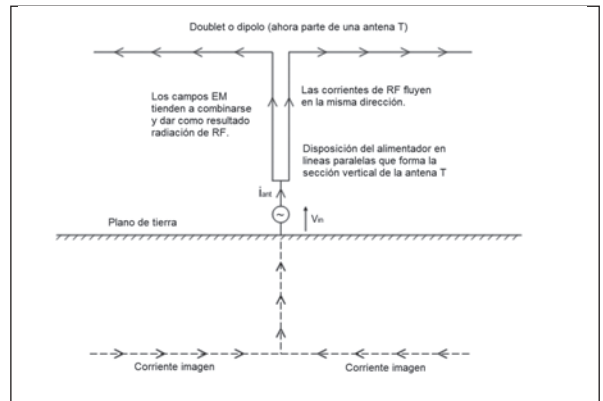 Doublet o dipolo (ahora parte de una antena T)
Los campos EM
tienden a combinarse
y dar como resultado
radiación de RF.
Las corrientes de RF fluyen
en la misma dirección.
Disposición del alimentador en
lineas paralelas que forma la
sección vertical de la antena T
iant
~
Vin
Plano de tierra
Corriente imagen
Corriente imagen